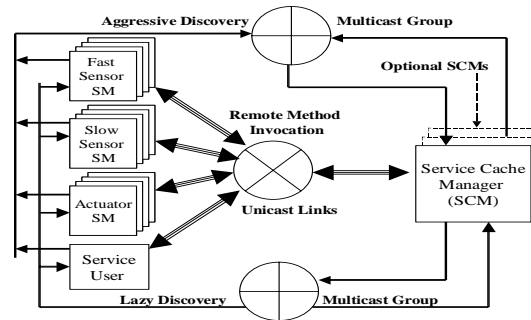 Aggressive Discovery Multicast Group
Fast
Sensor
SM
Optional SCMs
Slow
Sensor
SM
Remote Method
Invocation
Service Cache
Manager
(SCM)
Actuator
SM
Unicast Links
Service
User
Lazy Discovery Multicast Group